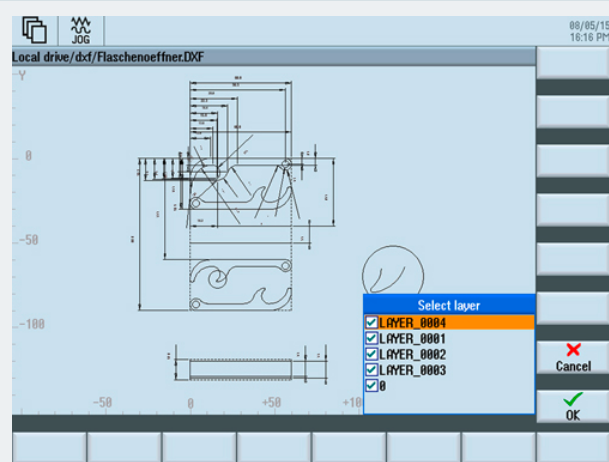 JOG
08/05/15
16:16 PM
Local drive/dxf/Flaschenoeffner.DXF
Y
0
-50
-100
-50
0
+50
+10
Select layer
LAYER_0004
LAYER_0001
LAYER_0002
LAYER_0003
0
Cancel
OK